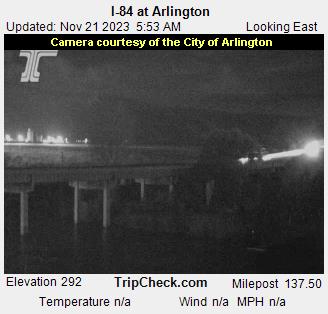 I-84 at Arlington
Updated: Nov 21 2023 5:53 AM Looking East
Camera courtesy of the City of Arlington
Elevation 292 TripCheck.com Milepost 137.50
Temperature n/a Wind n/a MPH n/a